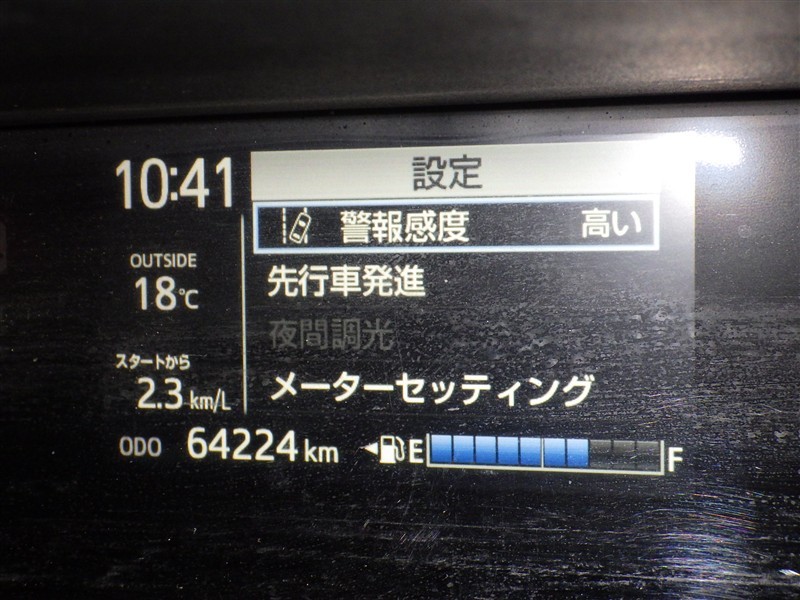 10:41
設定
警報感度 高い
OUTSIDE
18℃
先行車発進
夜間調光
スタートから
2.3 km/L
メーターセッティング
ODO 64224 km E F